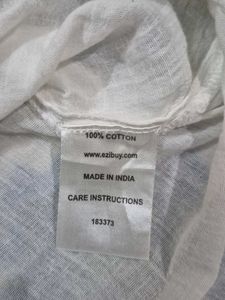 100% COTTON
www.ezibuy.com
MADE IN INDIA
CARE INSTRUCTIONS
183373